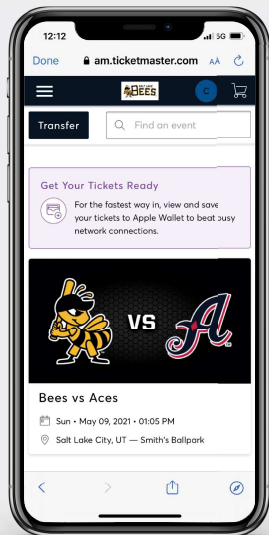 12:12
5G
Done
am.ticketmaster.com
AA
SALT LAKE
BEES
C
Transfer
Find an event
Get Your Tickets Ready
For the fastest way in, view and save
your tickets to Apple Wallet to beat busy
network connections.
VS
A
Bees vs Aces
Sun • May 09, 2021 • 01:05 PM
Salt Lake City, UT — Smith's Ballpark